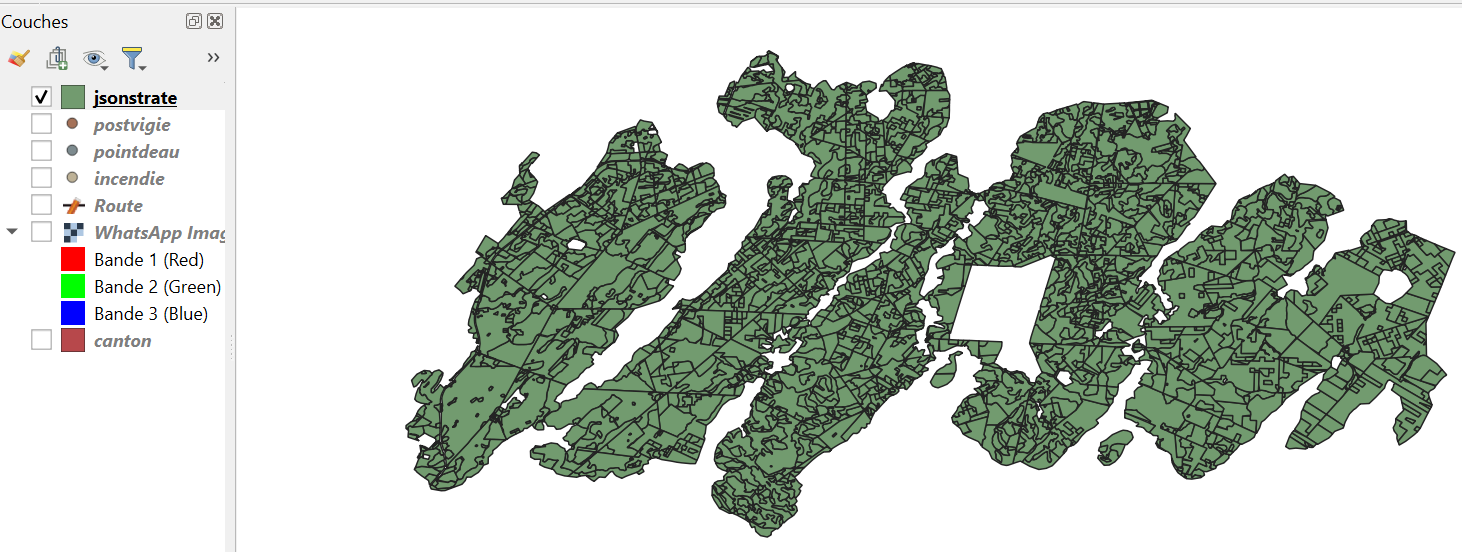 Couches
jsonstrate
postvigie
pointdeau
incendie
Route
WhatsApp Imag
Bande 1 (Red)
Bande 2 (Green)
Bande 3 (Blue)
canton